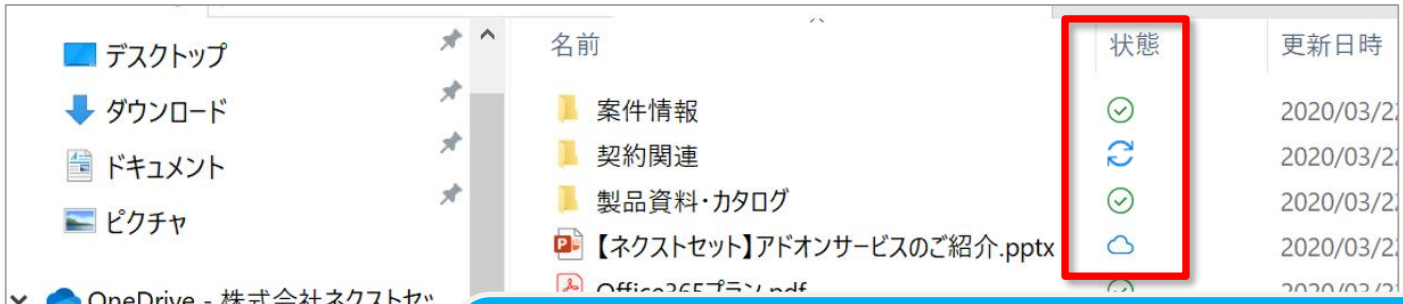 デスクトップ
ダウンロード
ドキュメント
ピクチャ
OneDrive - 株式会社ネクストセッ
名前 状態 更新日時
案件情報 2020/03/22
契約関連 2020/03/22
製品資料・カタログ 2020/03/22
【ネクストセット】アドオンサービスのご紹介.pptx 2020/03/22
Office365プラン.pdf